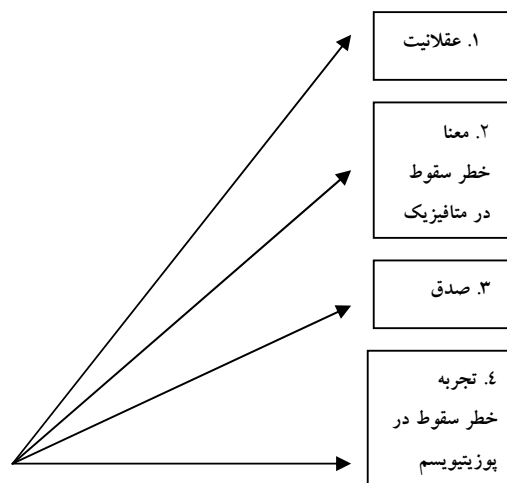 ۱. عقلانیت
۲. معنا
خطر سقوط
در متافیزیک
۳. صدق
٤. تجربه
خطر سقوط در
پوزیتیویسم